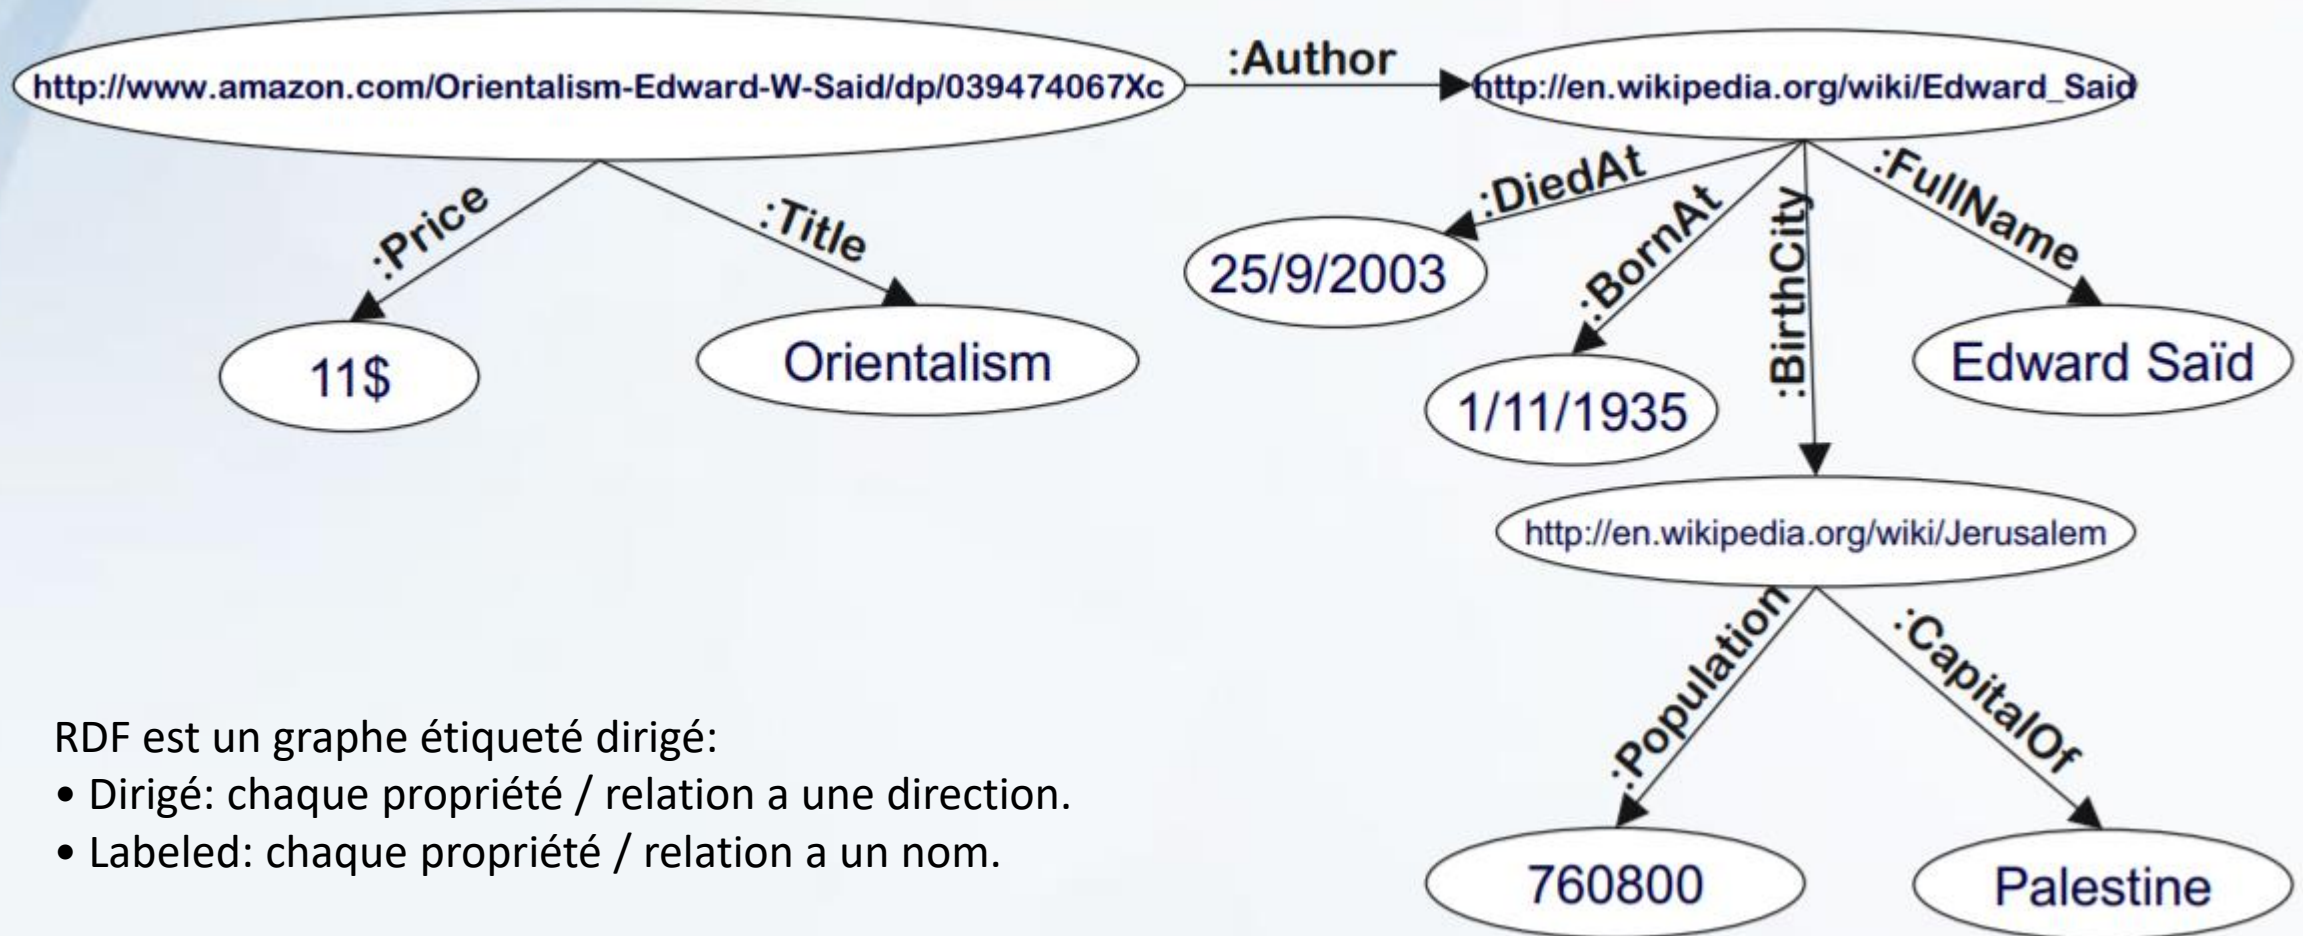 http://www.amazon.com/Orientalism-Edward-W-Said/dp/039474067Xc
:Author
http://en.wikipedia.org/wiki/Edward_Said
:Price
:Title
11$
Orientalism
:DiedAt
:BornAt
:BirthCity
:FullName
25/9/2003
1/11/1935
Edward Saïd
http://en.wikipedia.org/wiki/Jerusalem
:Population
:CapitalOf
760800
Palestine
RDF est un graphe étiqueté dirigé:
• Dirigé: chaque propriété / relation a une direction.
• Labeled: chaque propriété / relation a un nom.